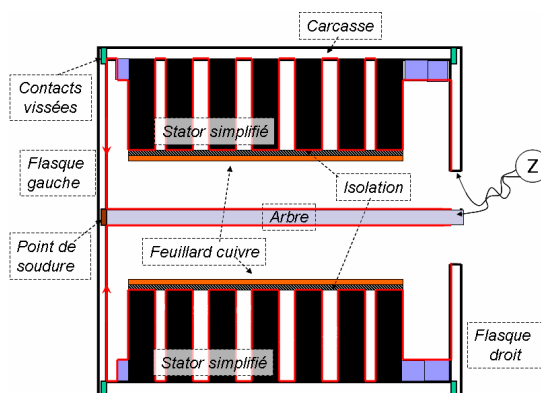 Carcasse
Contacts
vissées
Stator simplifié
Flasque
gauche
Z
Isolation
Arbre
Point de
soudure
Feuillard cuivre
Flasque
droit
Stator simplifié